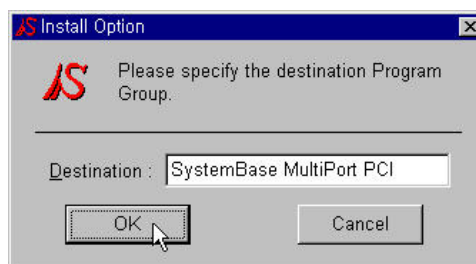 Install Option
Please specify the destination Program
Group.
Destination : SystemBase MultiPort PCI
OK Cancel